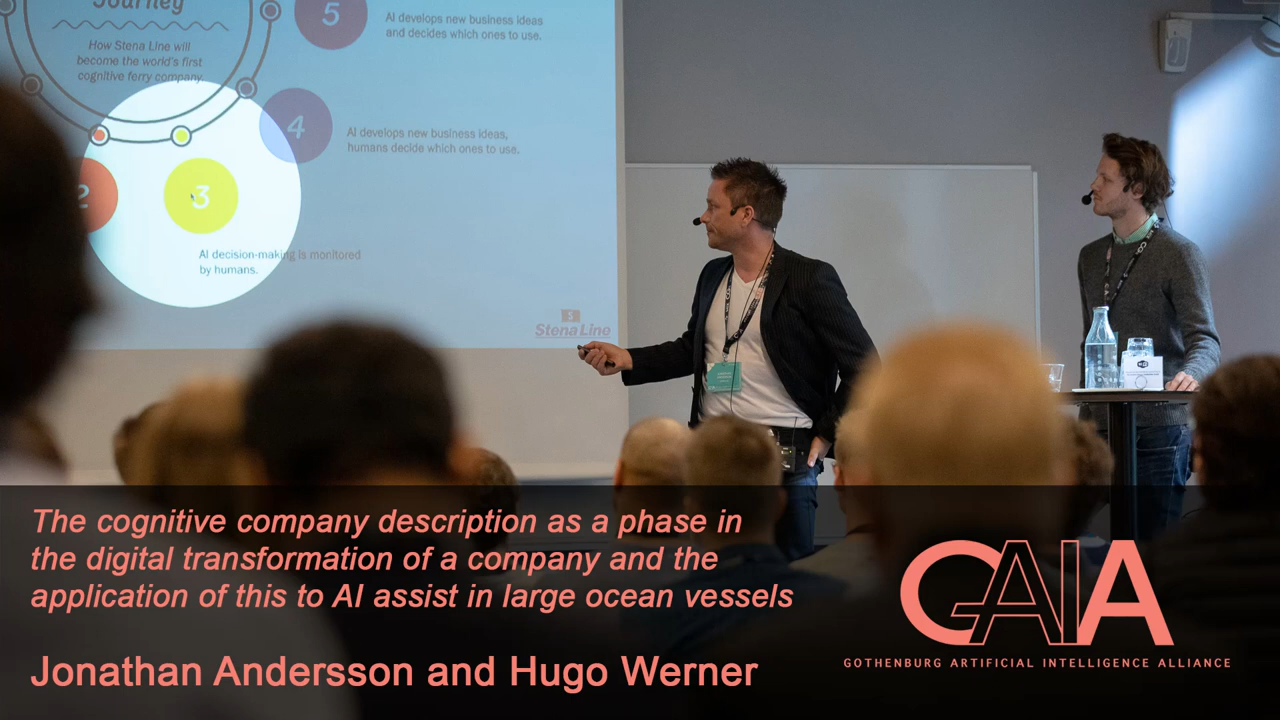 Journey
How Stena Line will
become the world's first
cognitive ferry company.
5
AI develops new business ideas
and decides which ones to use.
4
AI develops new business ideas,
humans decide which ones to use.
2
3
AI decision-making is monitored
by humans.
S
Stena Line
The cognitive company description as a phase in
the digital transformation of a company and the
application of this to AI assist in large ocean vessels
Jonathan Andersson and Hugo Werner
GAIA
GOTHENBURG ARTIFICIAL INTELLIGENCE ALLIANCE